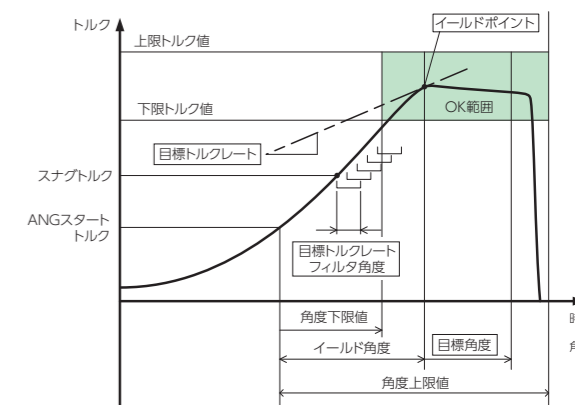 トルク
イールドポイント
上限トルク値
下限トルク値
OK範囲
目標トルクレート
スナグトルク
ANGスタート
トルク
目標トルクレート
フィルタ角度
角度下限値
イールド角度
目標角度
角度上限値